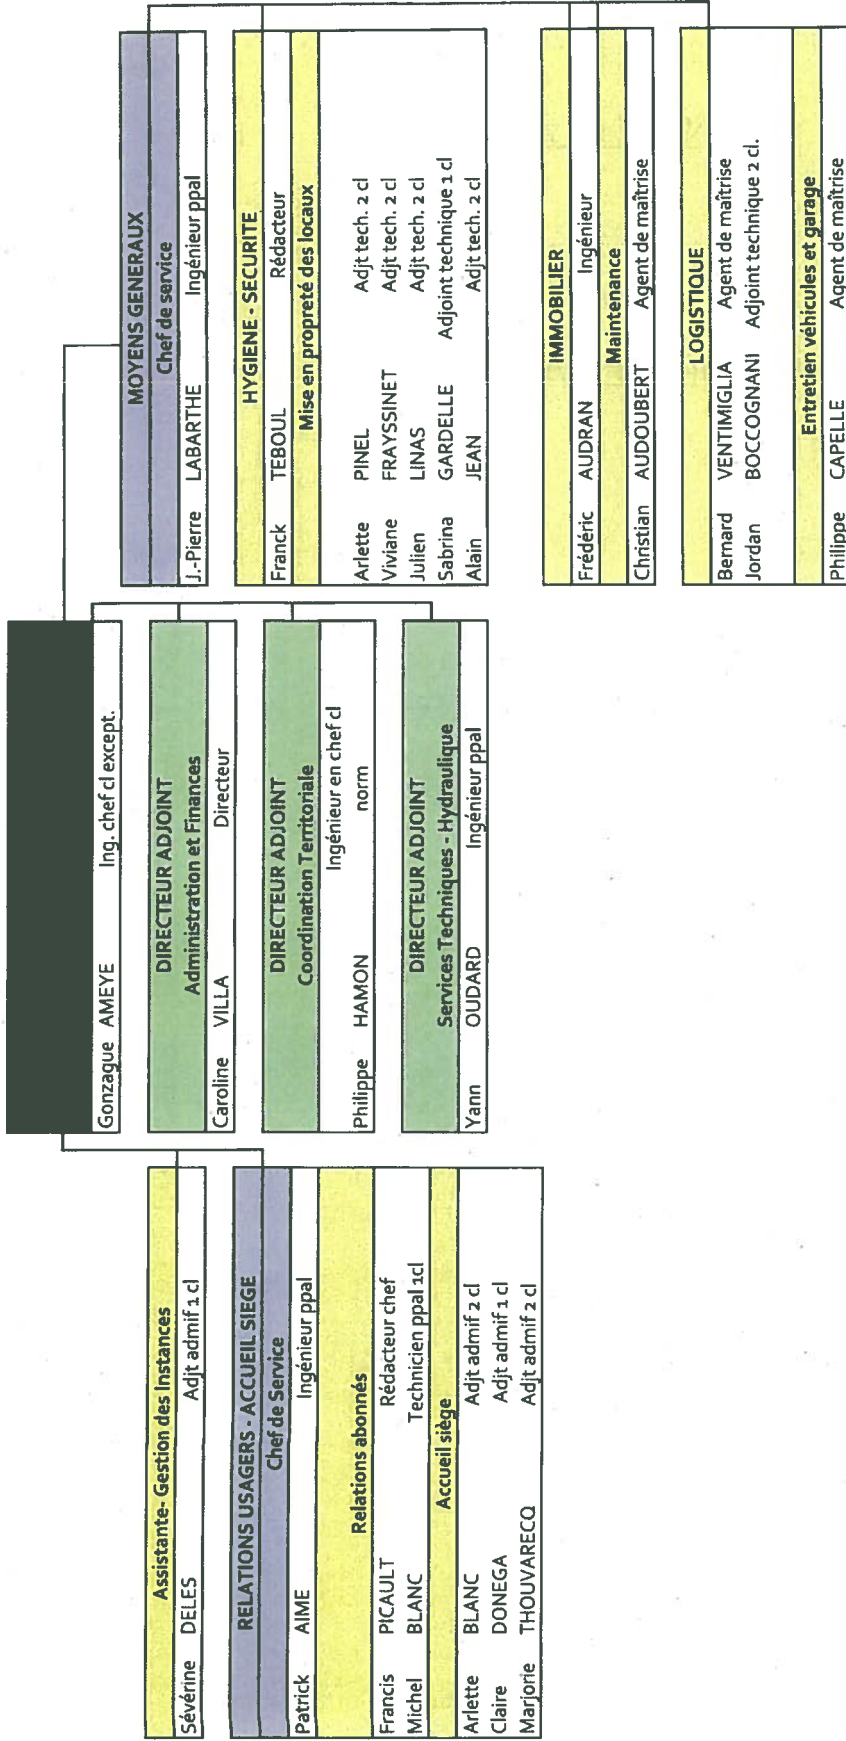 Assistante- Gestion des Instances
Sévérine DELES Adjt admif 1 cl
RELATIONS USAGERS - ACCUEIL SIEGE
Chef de Service
Patrick AIME Ingénieur ppal
Relations abonnés
Francis PICAULT Rédacteur chef
Michel BLANC Technicien ppal 1cl
Accueil siège
Arlette BLANC Adjt admif 2 cl
Claire DONEGA Adjt admif 1 cl
Marjorie THOUVARECQ Adjt admif 2 cl
Gonzague AMEYE Ing. chef cl except.
DIRECTEUR ADJOINT
Administration et Finances
Caroline VILLA Directeur
DIRECTEUR ADJOINT
Coordination Territoriale
Ingénieur en chef cl
Philippe HAMON norm
DIRECTEUR ADJOINT
Services Techniques - Hydraulique
Yann OUDARD Ingénieur ppal
MOYENS GENERAUX
Chef de service
J.-Pierre LABARTHE Ingénieur ppal
HYGIENE - SECURITE
Franck TEBOUL Rédacteur
Mise en propreté des locaux
Arlette PINEL Adjt tech. 2 cl
Viviane FRAYSSINET Adjt tech. 2 cl
Julien LINAS Adjt tech. 2 cl
Sabrina GARDELLE Adjoint technique 1 cl
Alain JEAN Adjt tech. 2 cl
IMMOBILIER
Frédéric AUDRAN Ingénieur
Maintenance
Christian AUDOUBERT Agent de maîtrise
LOGISTIQUE
Bernard VENTIMIGLIA Agent de maîtrise
Jordan BOCCOGNANI Adjoint technique 2 cl.
Entretien véhicules et garage
Philippe CAPELLE Agent de maîtrise